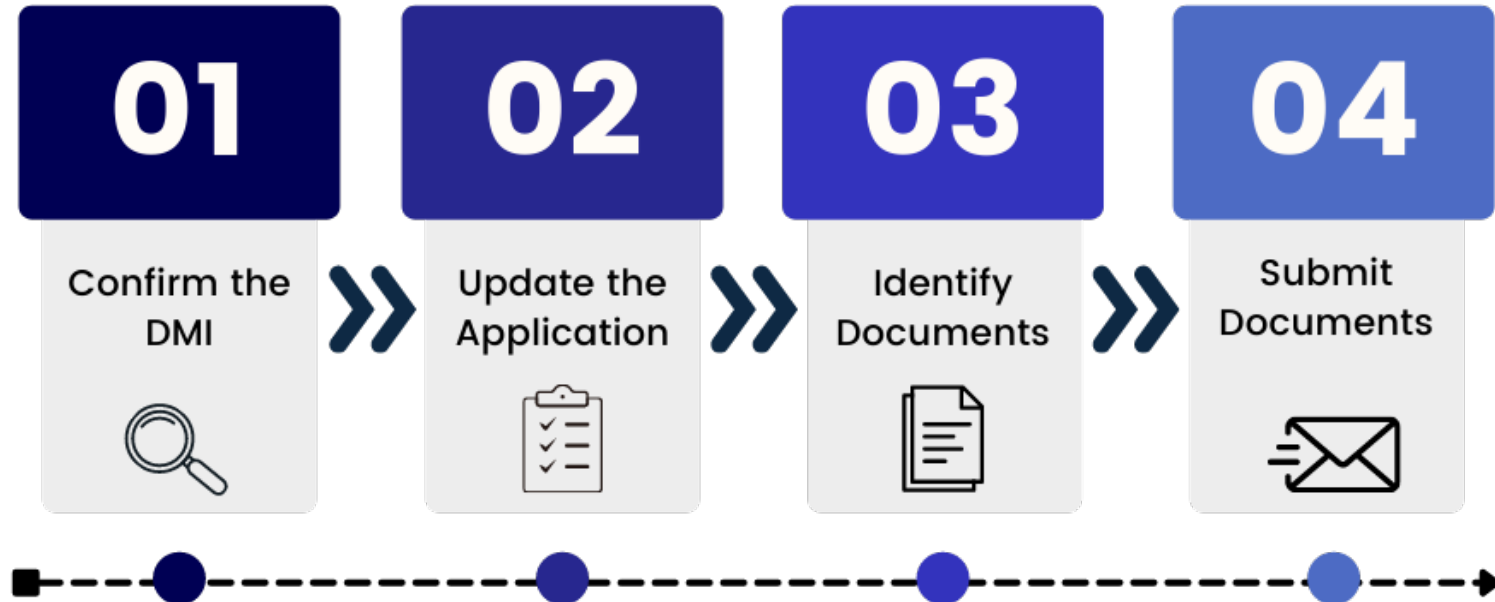 01
Confirm the
DMI
02
Update the
Application
03
Identify
Documents
04
Submit
Documents